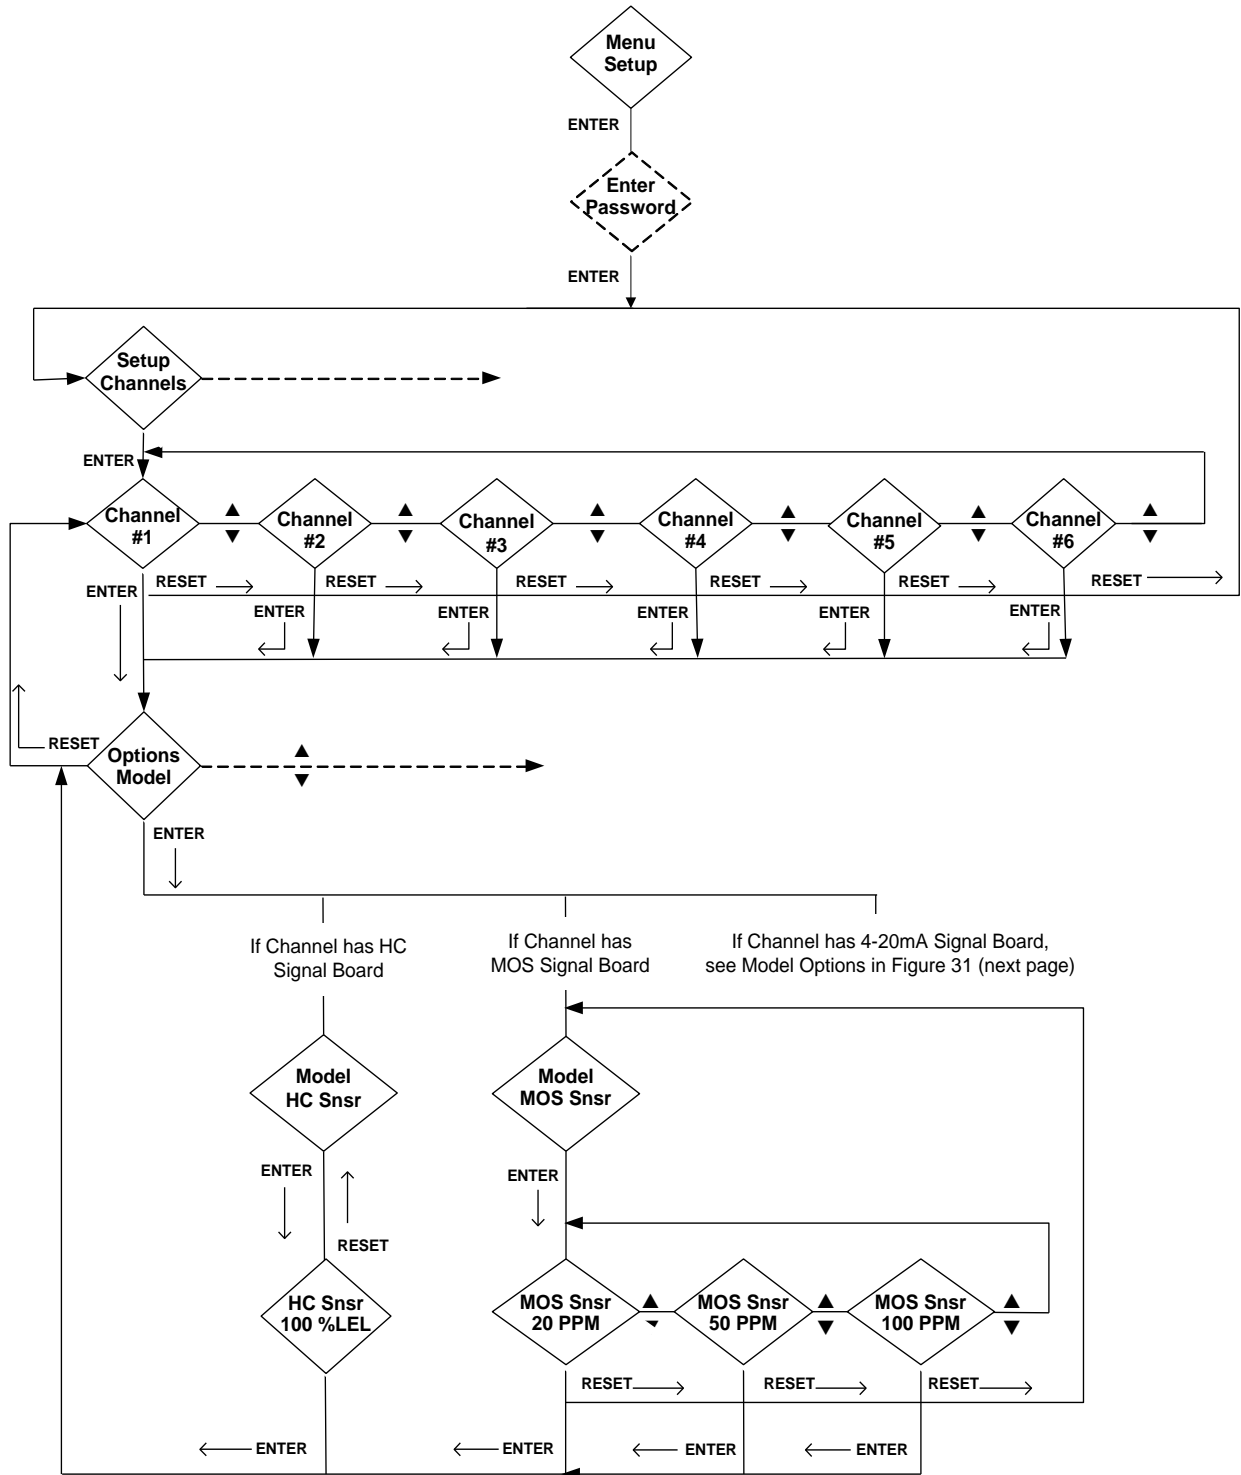 Menu
Setup
ENTER
Enter
Password
ENTER
Setup
Channels
ENTER
Channel
#1
Channel
#2
Channel
#3
Channel
#4
Channel
#5
Channel
#6
ENTER
RESET
RESET
RESET
RESET
RESET
RESET
ENTER
ENTER
ENTER
ENTER
ENTER
RESET
Options
Model
ENTER
If Channel has HC
Signal Board
If Channel has
MOS Signal Board
If Channel has 4-20mA Signal Board,
see Model Options in Figure 31 (next page)
Model
HC Snsr
Model
MOS Snsr
ENTER
RESET
ENTER
HC Snsr
100 %LEL
MOS Snsr
20 PPM
MOS Snsr
50 PPM
MOS Snsr
100 PPM
RESET
RESET
RESET
ENTER
ENTER
ENTER
ENTER